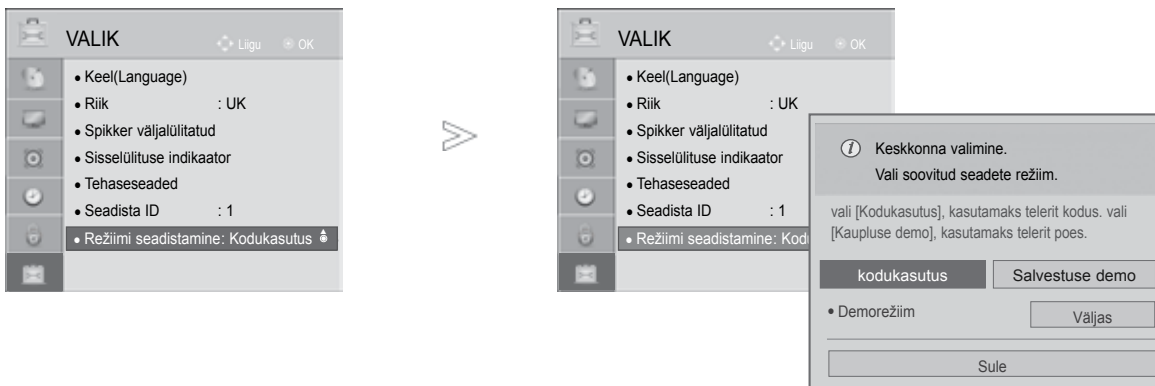 VALIK Liigu OK
• Keel(Language)
• Riik : UK
• Spikker väljalülitatud
• Sisselülituse indikaator
• Tehaseseaded
• Seadista ID : 1
• Režiimi seadistamine: Kodukasutus
VALIK Liigu OK
• Keel(Language)
• Riik : UK
• Spikker väljalülitatud
• Sisselülituse indikaator
• Tehaseseaded
• Seadista ID : 1
• Režiimi seadistamine: Kodu
i Keskkonna valimine.
Vali soovitud seadete režiim.
vali [Kodukasutus], kasutamaks telerit kodus. vali
[Kaupluse demo], kasutamaks telerit poes.
kodukasutus Salvestuse demo
• Demorežiim Väljas
Sule